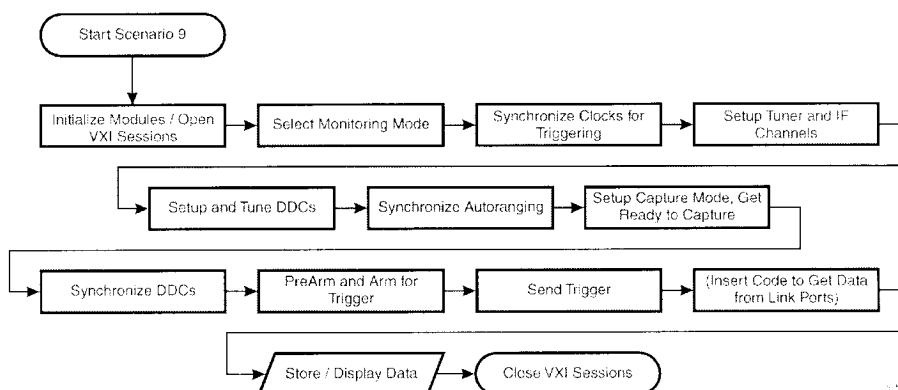 Start Scenario 9
Initialize Modules / Open
VXI Sessions
Select Monitoring Mode
Synchronize Clocks for
Triggering
Setup Tuner and IF
Channels
Setup and Tune DDCs
Synchronize Autoranging
Setup Capture Mode, Get
Ready to Capture
Synchronize DDCs
PreArm and Arm for
Trigger
Send Trigger
(Insert Code to Get Data
from Link Ports)
Store / Display Data
Close VXI Sessions